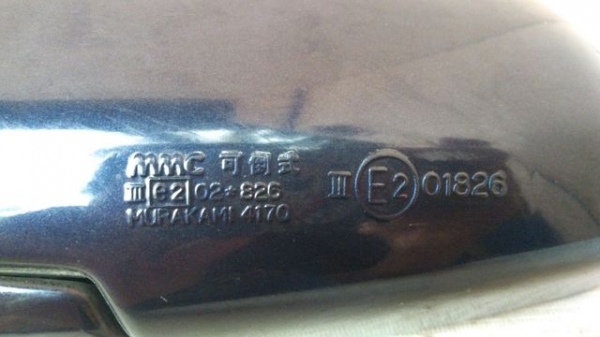 MMC 可倒式
III e2 02*826
MURAKAMI 4170
III E2 01826